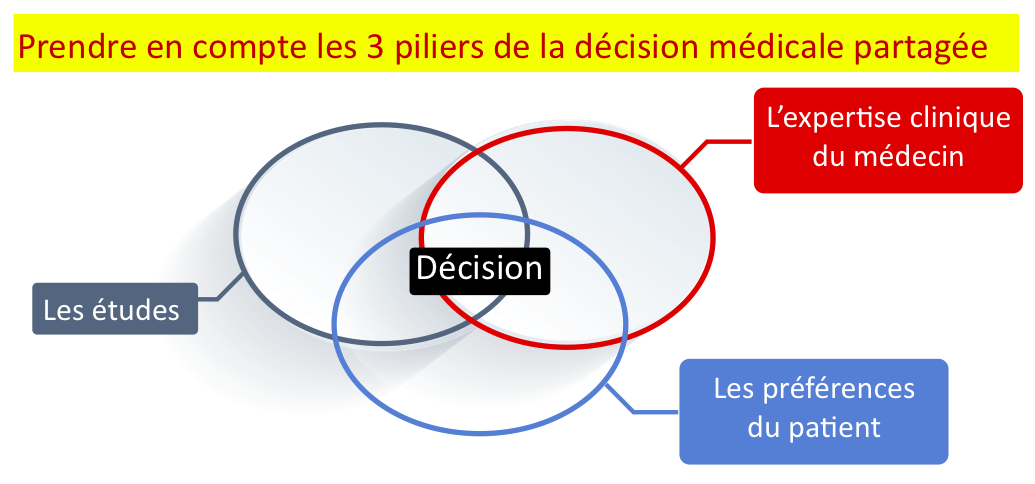 Prendre en compte les 3 piliers de la décision médicale partagée
L’expertise clinique
du médecin
Décision
Les études
Les préférences
du patient